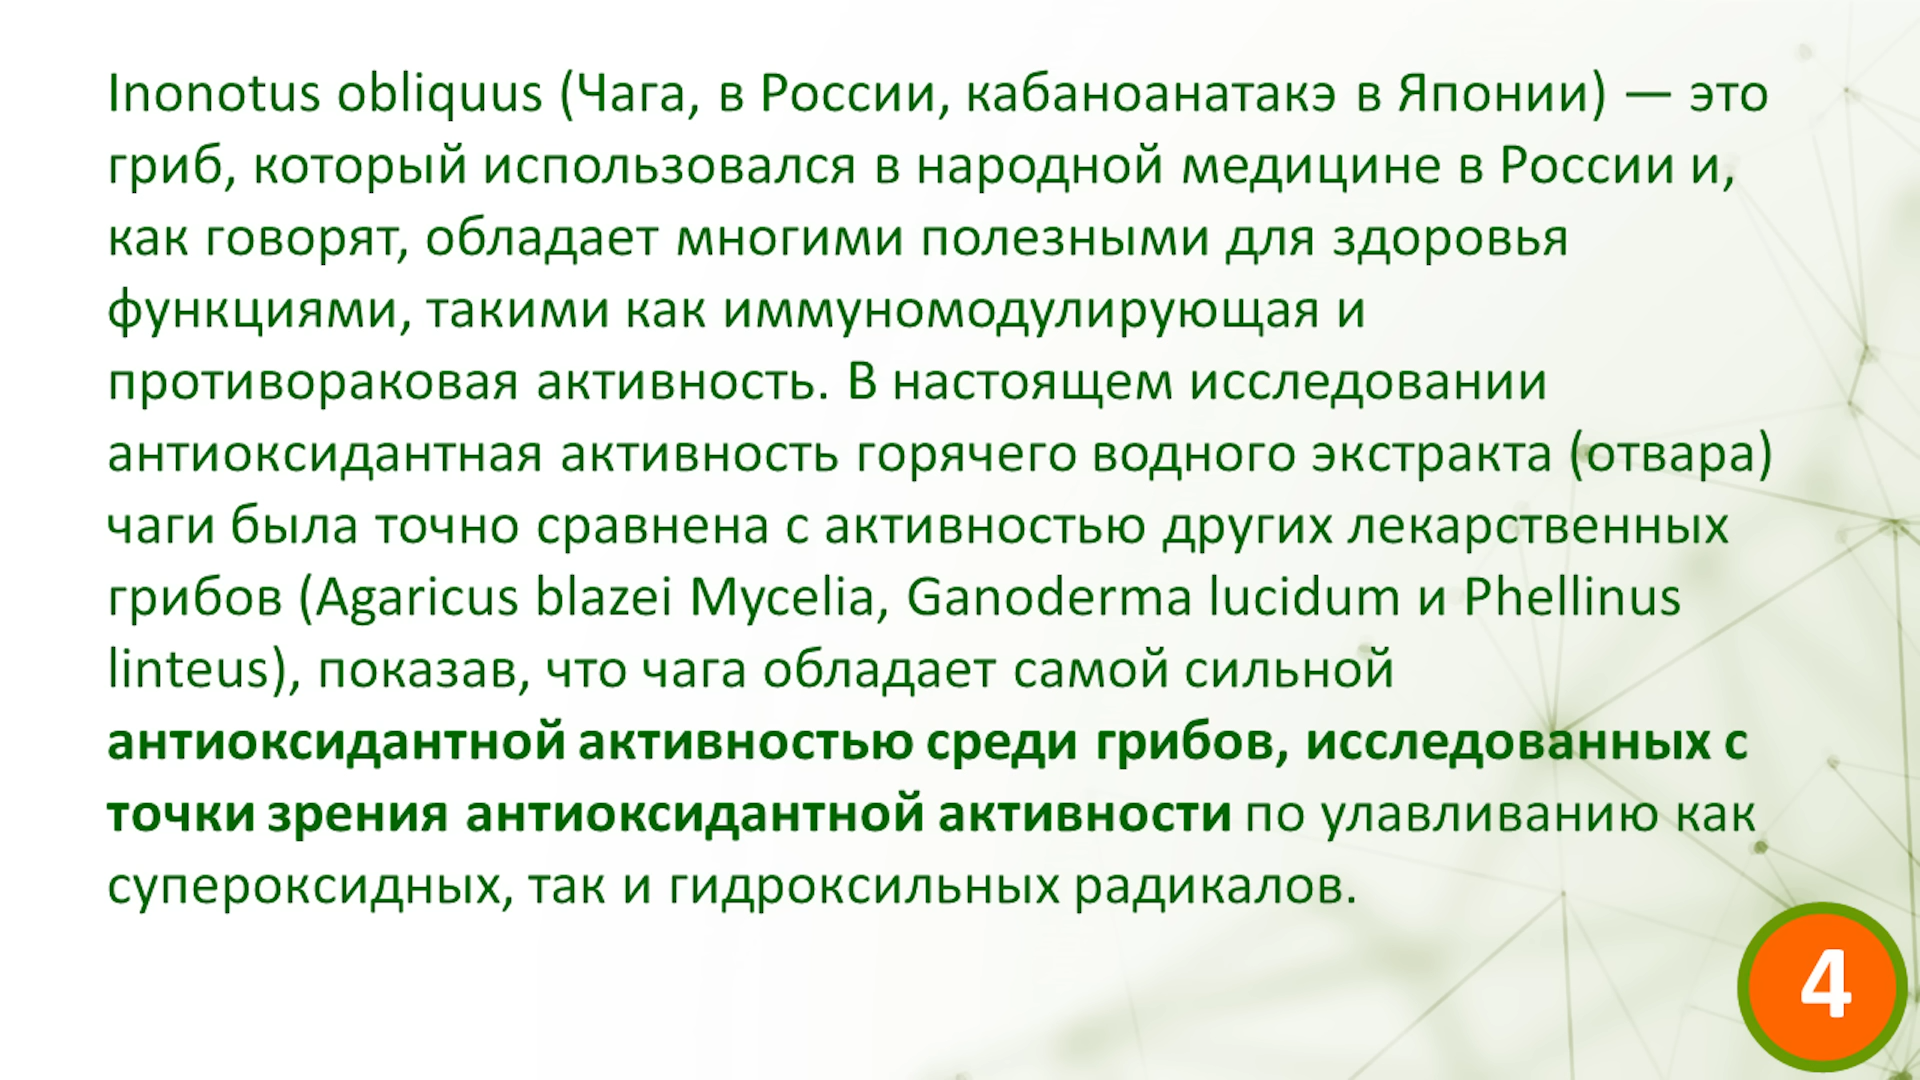 Inonotus obliquus (Чага, в России, кабаноанатакэ в Японии) — это
гриб, который использовался в народной медицине в России и,
как говорят, обладает многими полезными для здоровья
функциями, такими как иммуномодулирующая и
противораковая активность. В настоящем исследовании
антиоксидантная активность горячего водного экстракта (отвара)
чаги была точно сравнена с активностью других лекарственных
грибов (Agaricus blazei Mycelia, Ganoderma lucidum и Phellinus
linteus), показав, что чага обладает самой сильной
антиоксидантной активностью среди грибов, исследованных с
точки зрения антиоксидантной активности по улавливанию как
супероксидных, так и гидроксильных радикалов.
4